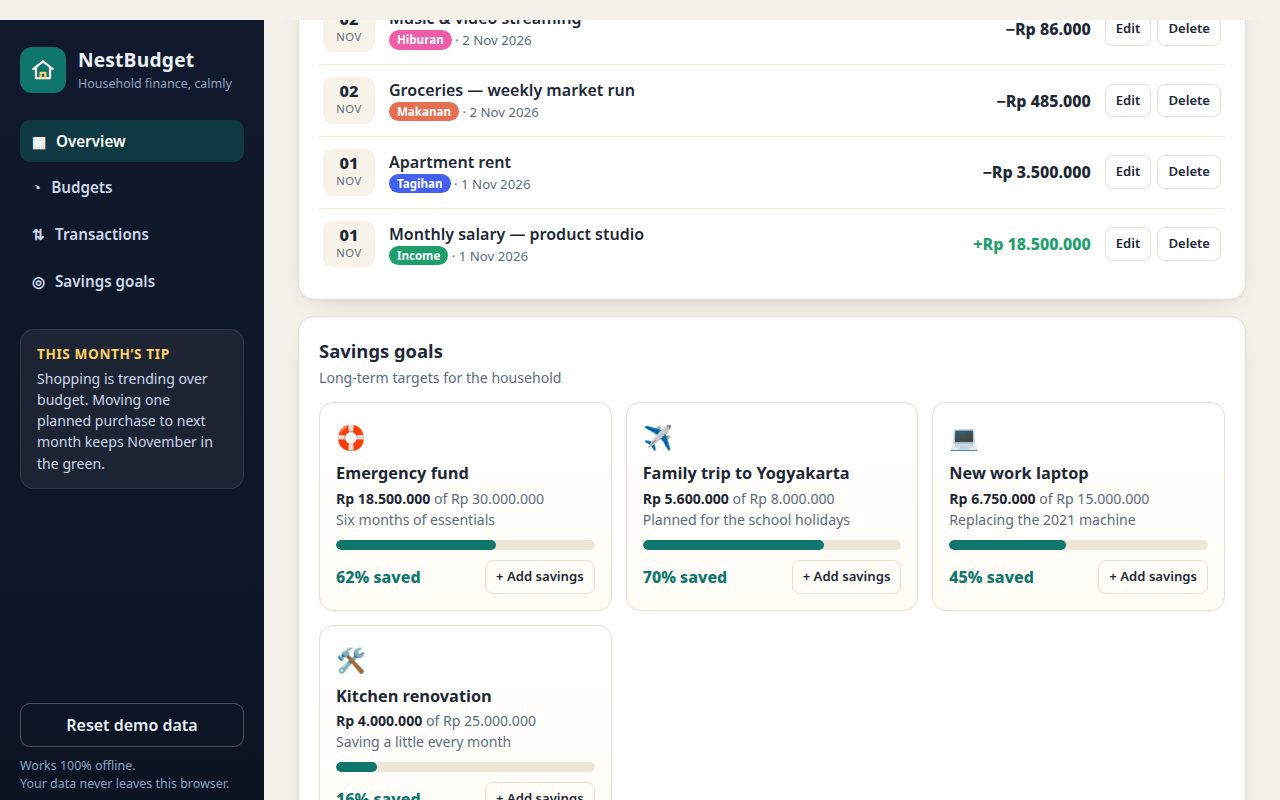 NestBudget
Household finance, calmly
Overview
Budgets
Transactions
Savings goals
THIS MONTH'S TIP
Shopping is trending over
budget. Moving one
planned purchase to next
month keeps November in
the green.
Reset demo data
Works 100% offline.
Your data never leaves this browser.
02
NOV
Music & video streaming
Hiburan · 2 Nov 2026
−Rp 86.000
Edit
Delete
02
NOV
Groceries — weekly market run
Makanan · 2 Nov 2026
−Rp 485.000
Edit
Delete
01
NOV
Apartment rent
Tagihan · 1 Nov 2026
−Rp 3.500.000
Edit
Delete
01
NOV
Monthly salary — product studio
Income · 1 Nov 2026
+Rp 18.500.000
Edit
Delete
Savings goals
Long-term targets for the household
Emergency fund
Rp 18.500.000 of Rp 30.000.000
Six months of essentials
62% saved
+ Add savings
Family trip to Yogyakarta
Rp 5.600.000 of Rp 8.000.000
Planned for the school holidays
70% saved
+ Add savings
New work laptop
Rp 6.750.000 of Rp 15.000.000
Replacing the 2021 machine
45% saved
+ Add savings
Kitchen renovation
Rp 4.000.000 of Rp 25.000.000
Saving a little every month
16% saved
+ Add savings